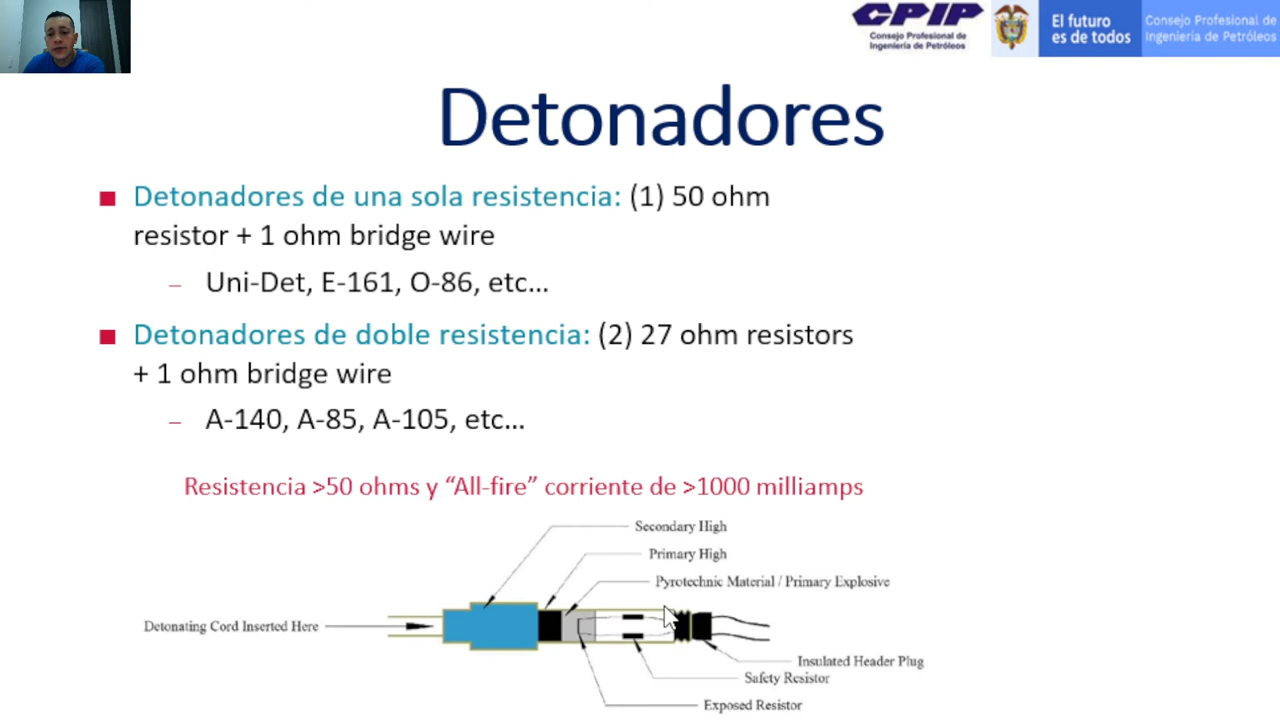 CPIP
Consejo Profesional de
Ingeniería de Petróleos
El futuro
es de todos
Consejo Profesional de
Ingeniería de Petróleos
Detonadores
Detonadores de una sola resistencia: (1) 50 ohm
resistor + 1 ohm bridge wire
– Uni-Det, E-161, O-86, etc…
Detonadores de doble resistencia: (2) 27 ohm resistors
+ 1 ohm bridge wire
– A-140, A-85, A-105, etc…
Resistencia >50 ohms y “All-fire” corriente de >1000 milliamps
Secondary High
Primary High
Pyrotechnic Material / Primary Explosive
Detonating Cord Inserted Here
Insulated Header Plug
Safety Resistor
Exposed Resistor